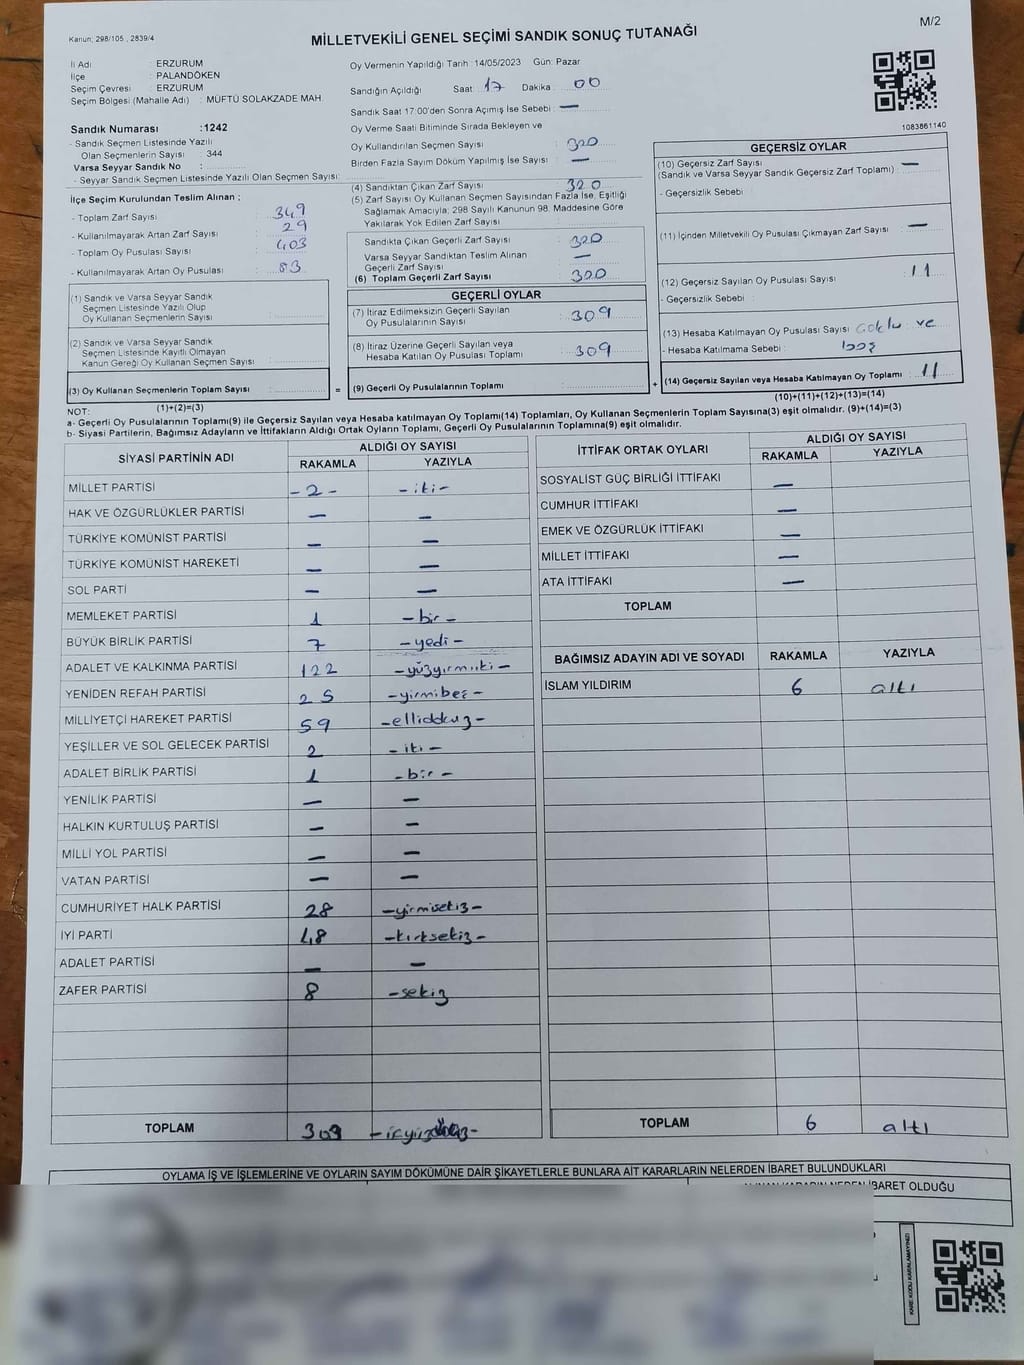 Kanun; 298/105 , 2839/4
MİLLETVEKİLİ GENEL SEÇİMİ SANDIK SONUÇ TUTANAĞI
M/2
İl Adı : ERZURUM
İlçe : PALANDÖKEN
Seçim Çevresi : ERZURUM
Seçim Bölgesi (Mahalle Adı) : MÜFTÜ SOLAKZADE MAH.
Sandık Numarası :1242
- Sandık Seçmen Listesinde Yazılı
Olan Seçmenlerin Sayısı : 344
Varsa Seyyar Sandık No :
- Seyyar Sandık Seçmen Listesinde Yazılı Olan Seçmen Sayısı:
İlçe Seçim Kurulundan Teslim Alınan ;
- Toplam Zarf Sayısı : 349
- Kullanılmayarak Artan Zarf Sayısı : 29
- Toplam Oy Pusulası Sayısı : 403
- Kullanılmayarak Artan Oy Pusulası : 83
(1) Sandık ve Varsa Seyyar Sandık
Seçmen Listesinde Yazılı Olup
Oy Kullanan Seçmenlerin Sayısı :
(2) Sandık ve Varsa Seyyar Sandık
Seçmen Listesinde Kayıtlı Olmayan
Kanun Gereği Oy Kullanan Seçmen Sayısı :
(3) Oy Kullanan Seçmenlerin Toplam Sayısı :
Oy Vermenin Yapıldığı Tarih :14/05/2023 Gün: Pazar
Sandığın Açıldığı Saat : 17 Dakika : 00
Sandık Saat 17:00'den Sonra Açımış İse Sebebi : —
Oy Verme Saati Bitiminde Sırada Bekleyen ve
Oy Kullandırılan Seçmen Sayısı : 320
Birden Fazla Sayım Döküm Yapılmış İse Sayısı : —
(4) Sandıktan Çıkan Zarf Sayısı : 320
(5) Zarf Sayısı Oy Kullanan Seçmen Sayısından Fazla İse, Eşitliği
Sağlamak Amacıyla; 298 Sayılı Kanunun 98. Maddesine Göre
Yakılarak Yok Edilen Zarf Sayısı :
Sandıkta Çıkan Geçerli Zarf Sayısı : 320
Varsa Seyyar Sandıktan Teslim Alınan
Geçerli Zarf Sayısı : —
(6) Toplam Geçerli Zarf Sayısı : 320
GEÇERLİ OYLAR
(7) İtiraz Edilmeksizin Geçerli Sayılan
Oy Pusulalarının Sayısı : 309
(8) İtiraz Üzerine Geçerli Sayılan veya
Hesaba Katılan Oy Pusulası Toplamı : 309
= (9) Geçerli Oy Pusulalarının Toplamı :
1083861140
GEÇERSİZ OYLAR
(10) Geçersiz Zarf Sayısı : —
(Sandık ve Varsa Seyyar Sandık Geçersiz Zarf Toplamı) :
- Geçersizlik Sebebi :
(11) İçinden Milletvekili Oy Pusulası Çıkmayan Zarf Sayısı : —
(12) Geçersiz Sayılan Oy Pusulası Sayısı : 11
- Geçersizlik Sebebi :
(13) Hesaba Katılmayan Oy Pusulası Sayısı : Çoklu ve
- Hesaba Katılmama Sebebi : boş
+ (14) Geçersiz Sayılan veya Hesaba Katılmayan Oy Toplamı : 11
(1)+(2)=(3)
(10)+(11)+(12)+(13)=(14)
NOT:
a- Geçerli Oy Pusulalarının Toplamı(9) ile Geçersiz Sayılan veya Hesaba katılmayan Oy Toplamı(14) Toplamları, Oy Kullanan Seçmenlerin Toplam Sayısına(3) eşit olmalıdır. (9)+(14)=(3)
b- Siyasi Partilerin, Bağımsız Adayların ve İttifakların Aldığı Ortak Oyların Toplamı, Geçerli Oy Pusulalarının Toplamına(9) eşit olmalıdır.
SİYASİ PARTİNİN ADI ALDIĞI OY SAYISI
RAKAMLA YAZIYLA
MİLLET PARTİSİ - 2 - - iki -
HAK VE ÖZGÜRLÜKLER PARTİSİ — —
TÜRKİYE KOMÜNİST PARTİSİ — —
TÜRKİYE KOMÜNİST HAREKETİ — —
SOL PARTİ — —
MEMLEKET PARTİSİ 1 - bir -
BÜYÜK BİRLİK PARTİSİ 7 - yedi -
ADALET VE KALKINMA PARTİSİ 122 - yüzyirmiiki -
YENİDEN REFAH PARTİSİ 25 - yirmibeş -
MİLLİYETÇİ HAREKET PARTİSİ 59 - ellidokuz -
YEŞİLLER VE SOL GELECEK PARTİSİ 2 - iki -
ADALET BİRLİK PARTİSİ 1 - bir -
YENİLİK PARTİSİ — —
HALKIN KURTULUŞ PARTİSİ — —
MİLLİ YOL PARTİSİ — —
VATAN PARTİSİ — —
CUMHURİYET HALK PARTİSİ 28 - yirmisekiz -
İYİ PARTİ 48 - kırksekiz -
ADALET PARTİSİ — —
ZAFER PARTİSİ 8 - sekiz
TOPLAM 309
İTTİFAK ORTAK OYLARI ALDIĞI OY SAYISI
RAKAMLA YAZIYLA
SOSYALİST GÜÇ BİRLİĞİ İTTİFAKI —
CUMHUR İTTİFAKI —
EMEK VE ÖZGÜRLÜK İTTİFAKI —
MİLLET İTTİFAKI —
ATA İTTİFAKI —
TOPLAM
BAĞIMSIZ ADAYIN ADI VE SOYADI RAKAMLA YAZIYLA
İSLAM YILDIRIM 6 altı
TOPLAM 6 altı
OYLAMA İŞ VE İŞLEMLERİNE VE OYLARIN SAYIM DÖKÜMÜNE DAİR ŞİKAYETLERLE BUNLARA AİT KARARLARIN NELERDEN İBARET BULUNDUKLARI
İBARET OLDUĞU
KARE KODU KARALAMAYINIZ!